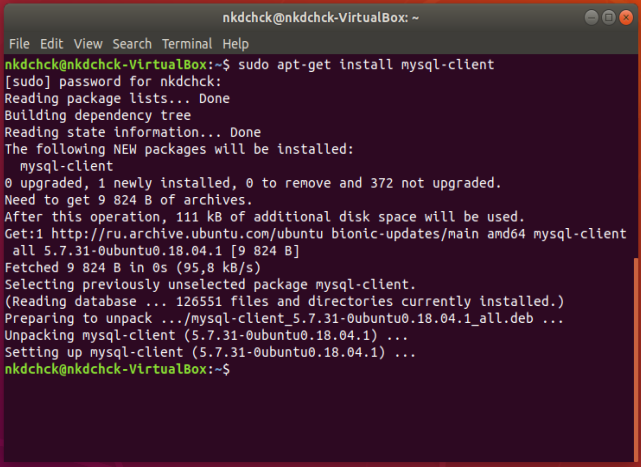 nkdchck@nkdchck-VirtualBox: ~
File Edit View Search Terminal Help
nkdchck@nkdchck-VirtualBox:~$ sudo apt-get install mysql-client
[sudo] password for nkdchck:
Reading package lists... Done
Building dependency tree
Reading state information... Done
The following NEW packages will be installed:
  mysql-client
0 upgraded, 1 newly installed, 0 to remove and 372 not upgraded.
Need to get 9 824 B of archives.
After this operation, 111 kB of additional disk space will be used.
Get:1 http://ru.archive.ubuntu.com/ubuntu bionic-updates/main amd64 mysql-client
 all 5.7.31-0ubuntu0.18.04.1 [9 824 B]
Fetched 9 824 B in 0s (95,8 kB/s)
Selecting previously unselected package mysql-client.
(Reading database ... 126551 files and directories currently installed.)
Preparing to unpack .../mysql-client_5.7.31-0ubuntu0.18.04.1_all.deb ...
Unpacking mysql-client (5.7.31-0ubuntu0.18.04.1) ...
Setting up mysql-client (5.7.31-0ubuntu0.18.04.1) ...
nkdchck@nkdchck-VirtualBox:~$